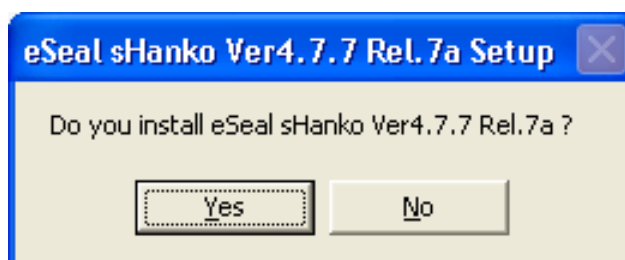 eSeal sHanko Ver4.7.7 Rel.7a Setup
Do you install eSeal sHanko Ver4.7.7 Rel.7a ?
Yes No